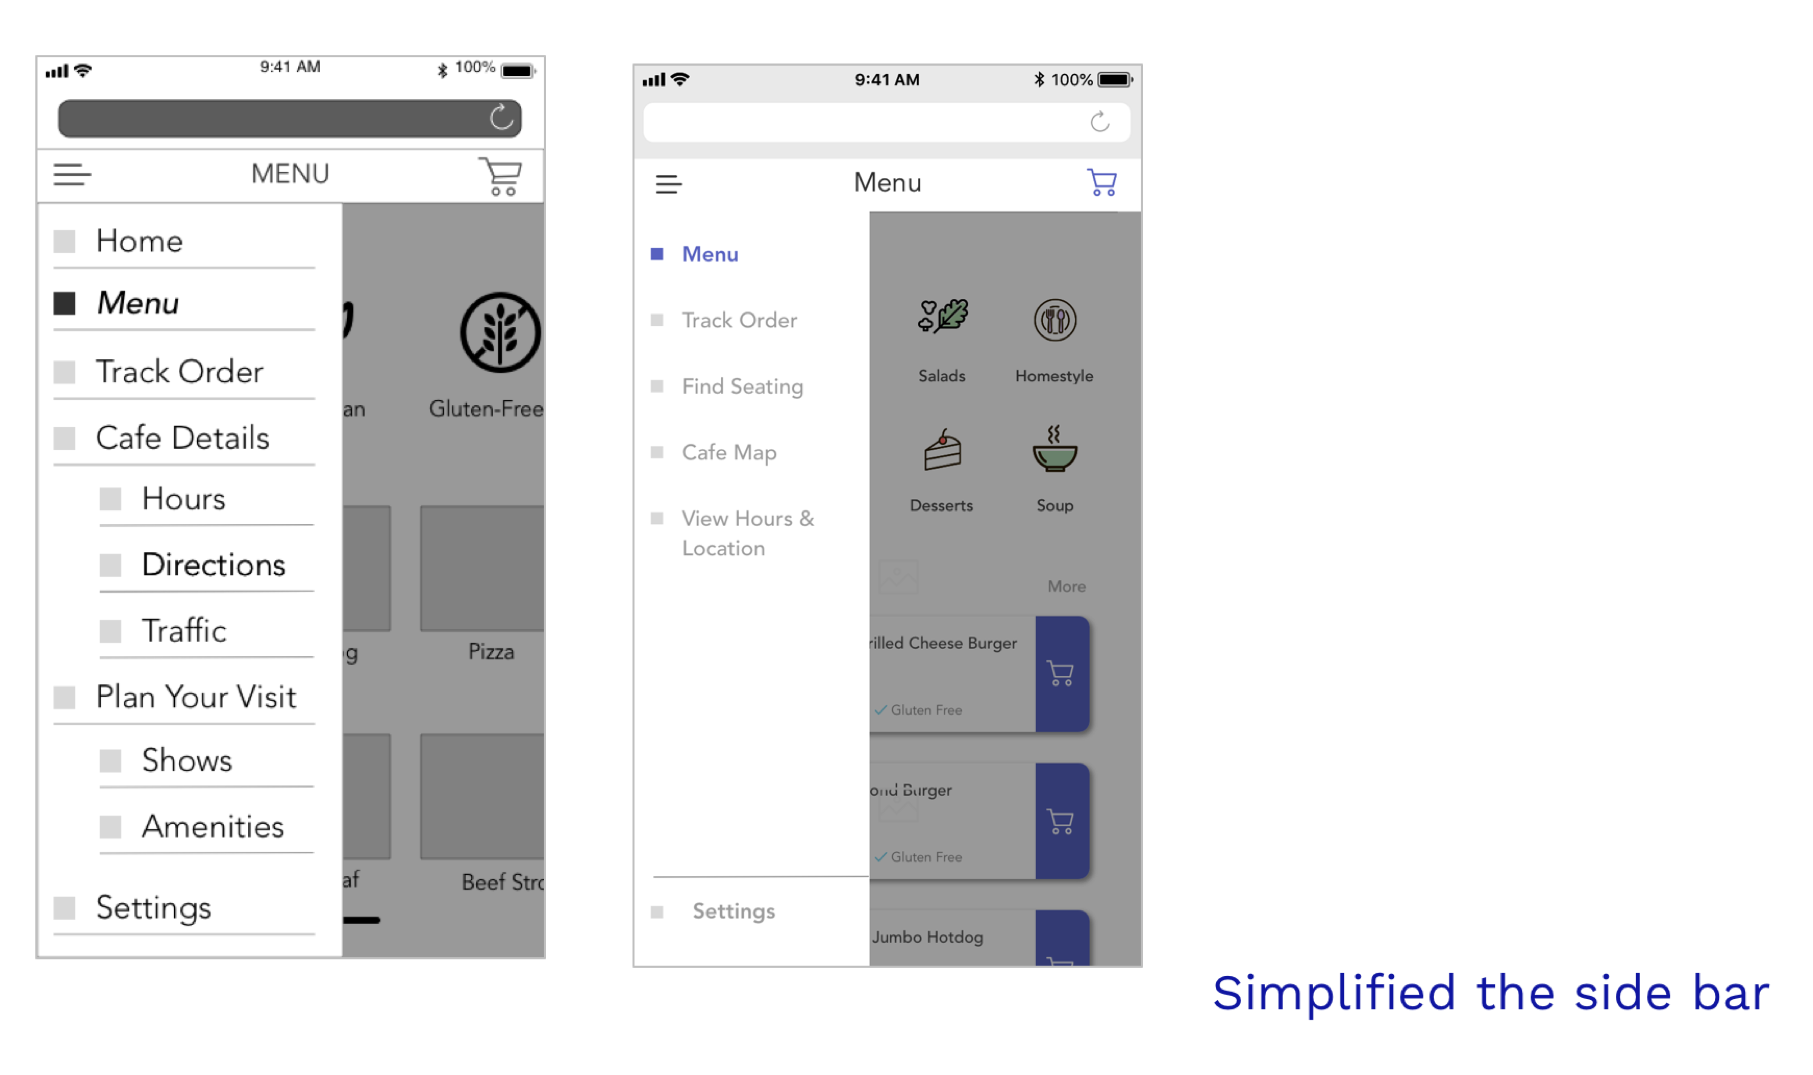 9:41 AM
100%
MENU
Home
Menu
Track Order
Cafe Details
Hours
Directions
Traffic
Plan Your Visit
Shows
Amenities
Settings
an
Gluten-Free
g
Pizza
af
Beef Stro
9:41 AM
100%
Menu
Menu
Track Order
Find Seating
Cafe Map
View Hours &
Location
Settings
Salads
Homestyle
Desserts
Soup
More
rilled Cheese Burger
Gluten Free
ond Burger
Gluten Free
Jumbo Hotdog
Simplified the side bar